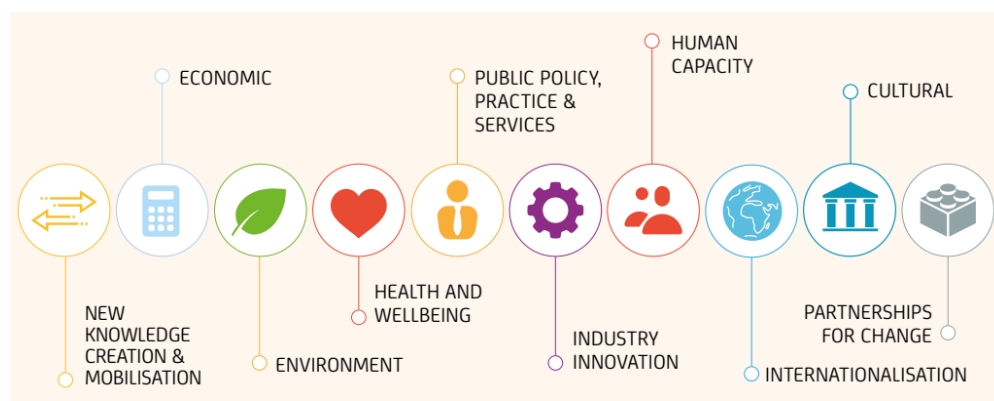 NEW
KNOWLEDGE
CREATION &
MOBILISATION
ECONOMIC
ENVIRONMENT
HEALTH AND
WELLBEING
PUBLIC POLICY,
PRACTICE &
SERVICES
INDUSTRY
INNOVATION
HUMAN
CAPACITY
INTERNATIONALISATION
CULTURAL
PARTNERSHIPS
FOR CHANGE